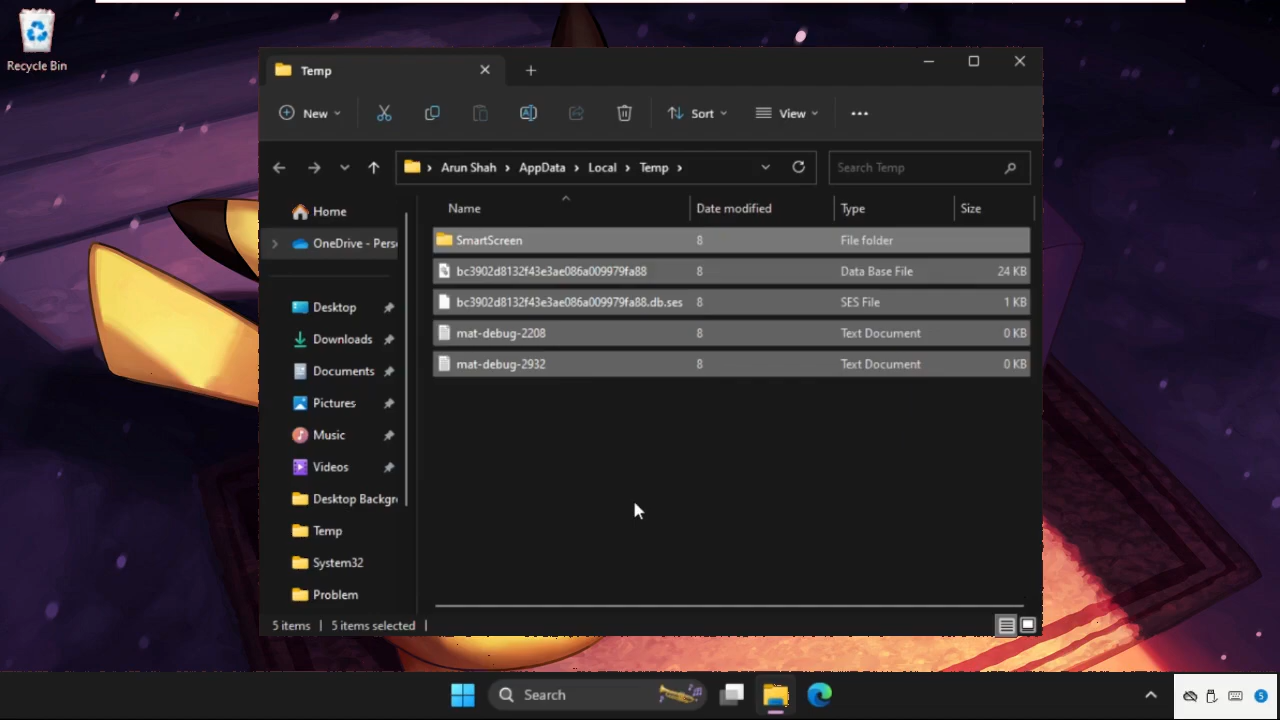 Recycle Bin
Temp
New
Sort
View
Arun Shah > AppData > Local > Temp >
Search Temp
Name Date modified Type Size
Home
OneDrive - Pers
Desktop
Downloads
Documents
Pictures
Music
Videos
Desktop Backgr
Temp
System32
Problem
SmartScreen 8 File folder
bc3902d8132f43e3ae086a009979fa88 8 Data Base File 24 KB
bc3902d8132f43e3ae086a009979fa88.db.ses 8 SES File 1 KB
mat-debug-2208 8 Text Document 0 KB
mat-debug-2932 8 Text Document 0 KB
5 items | 5 items selected |
Search
5